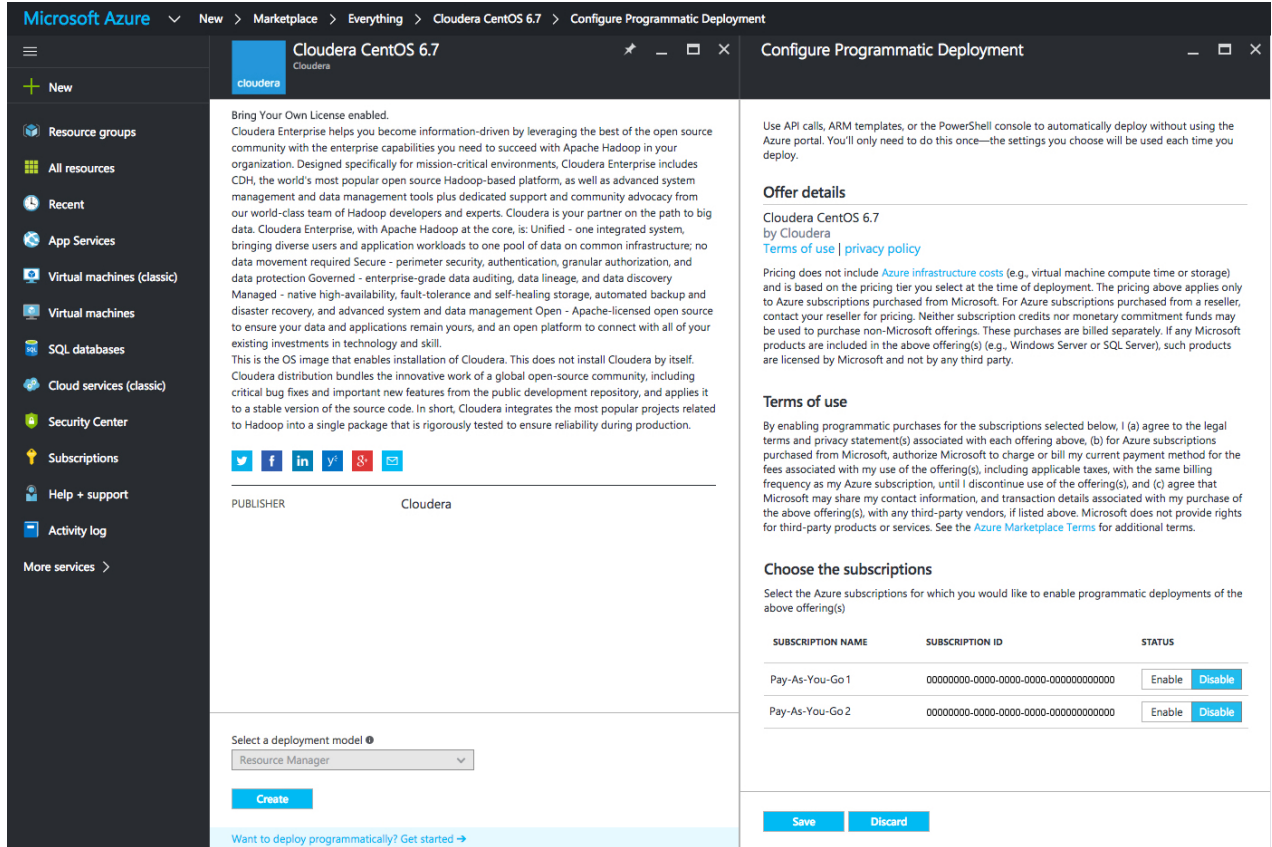 Microsoft Azure New > Marketplace > Everything > Cloudera CentOS 6.7 > Configure Programmatic Deployment
New
Resource groups
All resources
Recent
App Services
Virtual machines (classic)
Virtual machines
SQL databases
Cloud services (classic)
Security Center
Subscriptions
Help + support
Activity log
More services >
cloudera
Cloudera CentOS 6.7
Cloudera
Bring Your Own License enabled.
Cloudera Enterprise helps you become information-driven by leveraging the best of the open source
community with the enterprise capabilities you need to succeed with Apache Hadoop in your
organization. Designed specifically for mission-critical environments, Cloudera Enterprise includes
CDH, the world's most popular open source Hadoop-based platform, as well as advanced system
management and data management tools plus dedicated support and community advocacy from
our world-class team of Hadoop developers and experts. Cloudera is your partner on the path to big
data. Cloudera Enterprise, with Apache Hadoop at the core, is: Unified - one integrated system,
bringing diverse users and application workloads to one pool of data on common infrastructure; no
data movement required Secure - perimeter security, authentication, granular authorization, and
data protection Governed - enterprise-grade data auditing, data lineage, and data discovery
Managed - native high-availability, fault-tolerance and self-healing storage, automated backup and
disaster recovery, and advanced system and data management Open - Apache-licensed open source
to ensure your data and applications remain yours, and an open platform to connect with all of your
existing investments in technology and skill.
This is the OS image that enables installation of Cloudera. This does not install Cloudera by itself.
Cloudera distribution bundles the innovative work of a global open-source community, including
critical bug fixes and important new features from the public development repository, and applies it
to a stable version of the source code. In short, Cloudera integrates the most popular projects related
to Hadoop into a single package that is rigorously tested to ensure reliability during production.
PUBLISHER Cloudera
Select a deployment model
Resource Manager
Create
Want to deploy programmatically? Get started →
Configure Programmatic Deployment
Use API calls, ARM templates, or the PowerShell console to automatically deploy without using the
Azure portal. You'll only need to do this once—the settings you choose will be used each time you
deploy.
Offer details
Cloudera CentOS 6.7
by Cloudera
Terms of use | privacy policy
Pricing does not include Azure infrastructure costs (e.g., virtual machine compute time or storage)
and is based on the pricing tier you select at the time of deployment. The pricing above applies only
to Azure subscriptions purchased from Microsoft. For Azure subscriptions purchased from a reseller,
contact your reseller for pricing. Neither subscription credits nor monetary commitment funds may
be used to purchase non-Microsoft offerings. These purchases are billed separately. If any Microsoft
products are included in the above offering(s) (e.g., Windows Server or SQL Server), such products
are licensed by Microsoft and not by any third party.
Terms of use
By enabling programmatic purchases for the subscriptions selected below, I (a) agree to the legal
terms and privacy statement(s) associated with each offering above, (b) for Azure subscriptions
purchased from Microsoft, authorize Microsoft to charge or bill my current payment method for the
fees associated with my use of the offering(s), including applicable taxes, with the same billing
frequency as my Azure subscription, until I discontinue use of the offering(s), and (c) agree that
Microsoft may share my contact information, and transaction details associated with my purchase of
the above offering(s), with any third-party vendors, if listed above. Microsoft does not provide rights
for third-party products or services. See the Azure Marketplace Terms for additional terms.
Choose the subscriptions
Select the Azure subscriptions for which you would like to enable programmatic deployments of the
above offering(s)
SUBSCRIPTION NAME SUBSCRIPTION ID STATUS
Pay-As-You-Go 1 00000000-0000-0000-0000-000000000000 Enable Disable
Pay-As-You-Go 2 00000000-0000-0000-0000-000000000000 Enable Disable
Save Discard